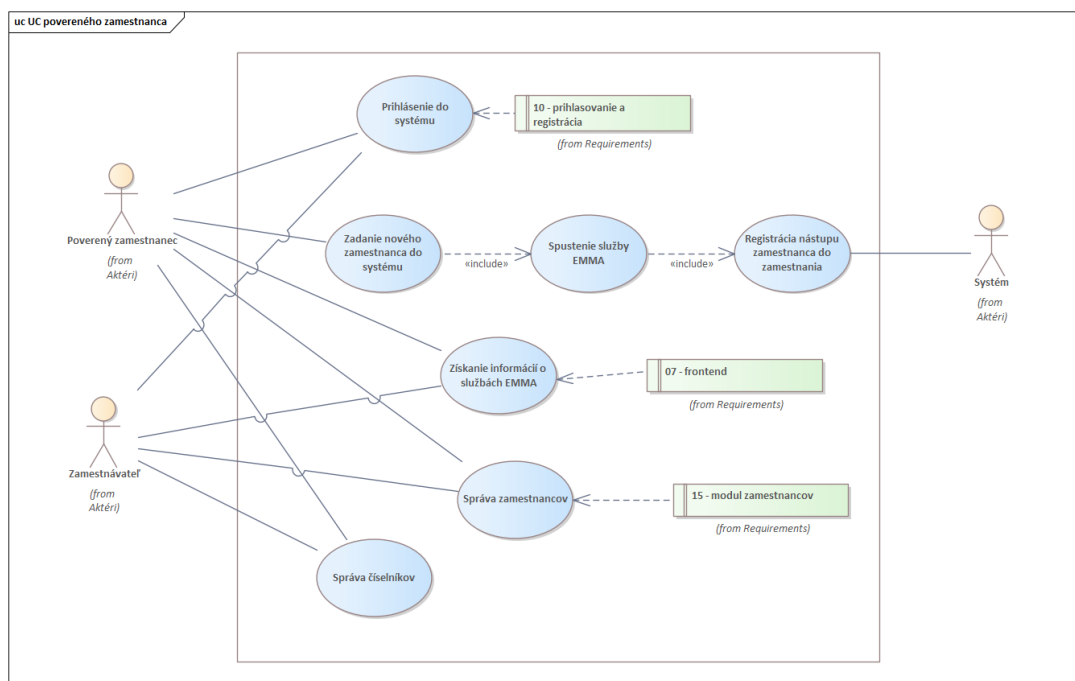 uc UC povereného zamestnanca
Prihlásenie do
systému
10 - prihlasovanie a
registrácia
(from Requirements)
Poverený zamestnanec
(from
Aktéri)
Zadanie nového
zamestnanca do
systému
«include»
Spustenie služby
EMMA
«include»
Registrácia nástupu
zamestnanca do
zamestnania
Systém
(from
Aktéri)
Získanie informácií o
službách EMMA
07 - frontend
(from Requirements)
Zamestnávateľ
(from
Aktéri)
Správa zamestnancov
15 - modul zamestnancov
(from Requirements)
Správa číselníkov